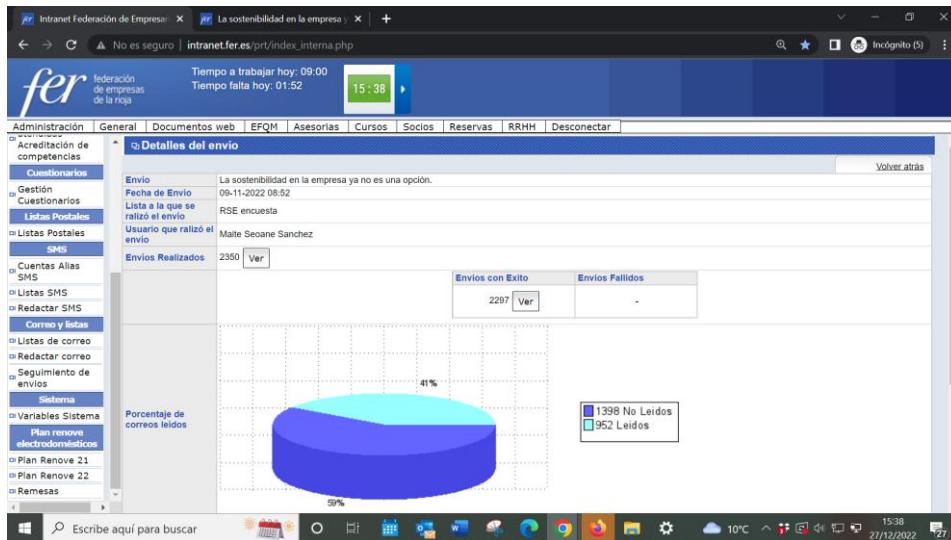 Intranet Federación de Empresar
La sostenibilidad en la empresa y
No es seguro
intranet.fer.es/prt/index_interna.php
Incógnito (5)
fer
federación
de empresas
de la rioja
Tiempo a trabajar hoy: 09:00
Tiempo falta hoy: 01:52
15:38
Administración General Documentos web EFQM Asesorias Cursos Socios Reservas RRHH Desconectar
Acreditación de
competencias
Cuestionarios
Gestión
Cuestionarios
Listas Postales
Listas Postales
SMS
Cuentas Alias
SMS
Listas SMS
Redactar SMS
Correo y listas
Listas de correo
Redactar correo
Seguimiento de
envios
Sistema
Variables Sistema
Plan renove
electrodomésticos
Plan Renove 21
Plan Renove 22
Remesas
Detalles del envio
Volver atrás
Envío La sostenibilidad en la empresa ya no es una opción.
Fecha de Envio 09-11-2022 08:52
Lista a la que se
ralizó el envío RSE encuesta
Usuario que ralizó el
envio Maite Seoane Sanchez
Envios Realizados 2350 Ver
Envios con Exito Envios Fallidos
2297 Ver -
Porcentaje de
correos leidos
41%
59%
1398 No Leidos
952 Leidos
Escribe aquí para buscar
10°C
15:38
27/12/2022
27